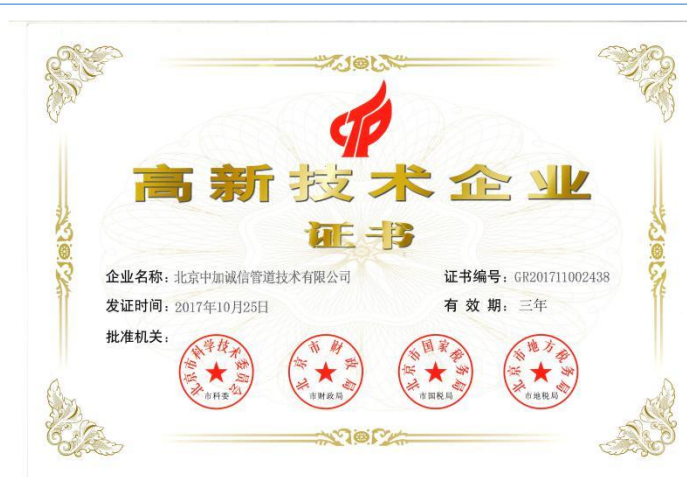 高新技术企业
证书
企业名称：北京中加诚信管道技术有限公司
证书编号：GR201711002438
发证时间：2017年10月25日
有 效 期：三年
批准机关：
北京市科学技术委员会
市科委
北京市财政局
市财政局
北京市国家税务局
市国税局
北京市地方税务局
市地税局